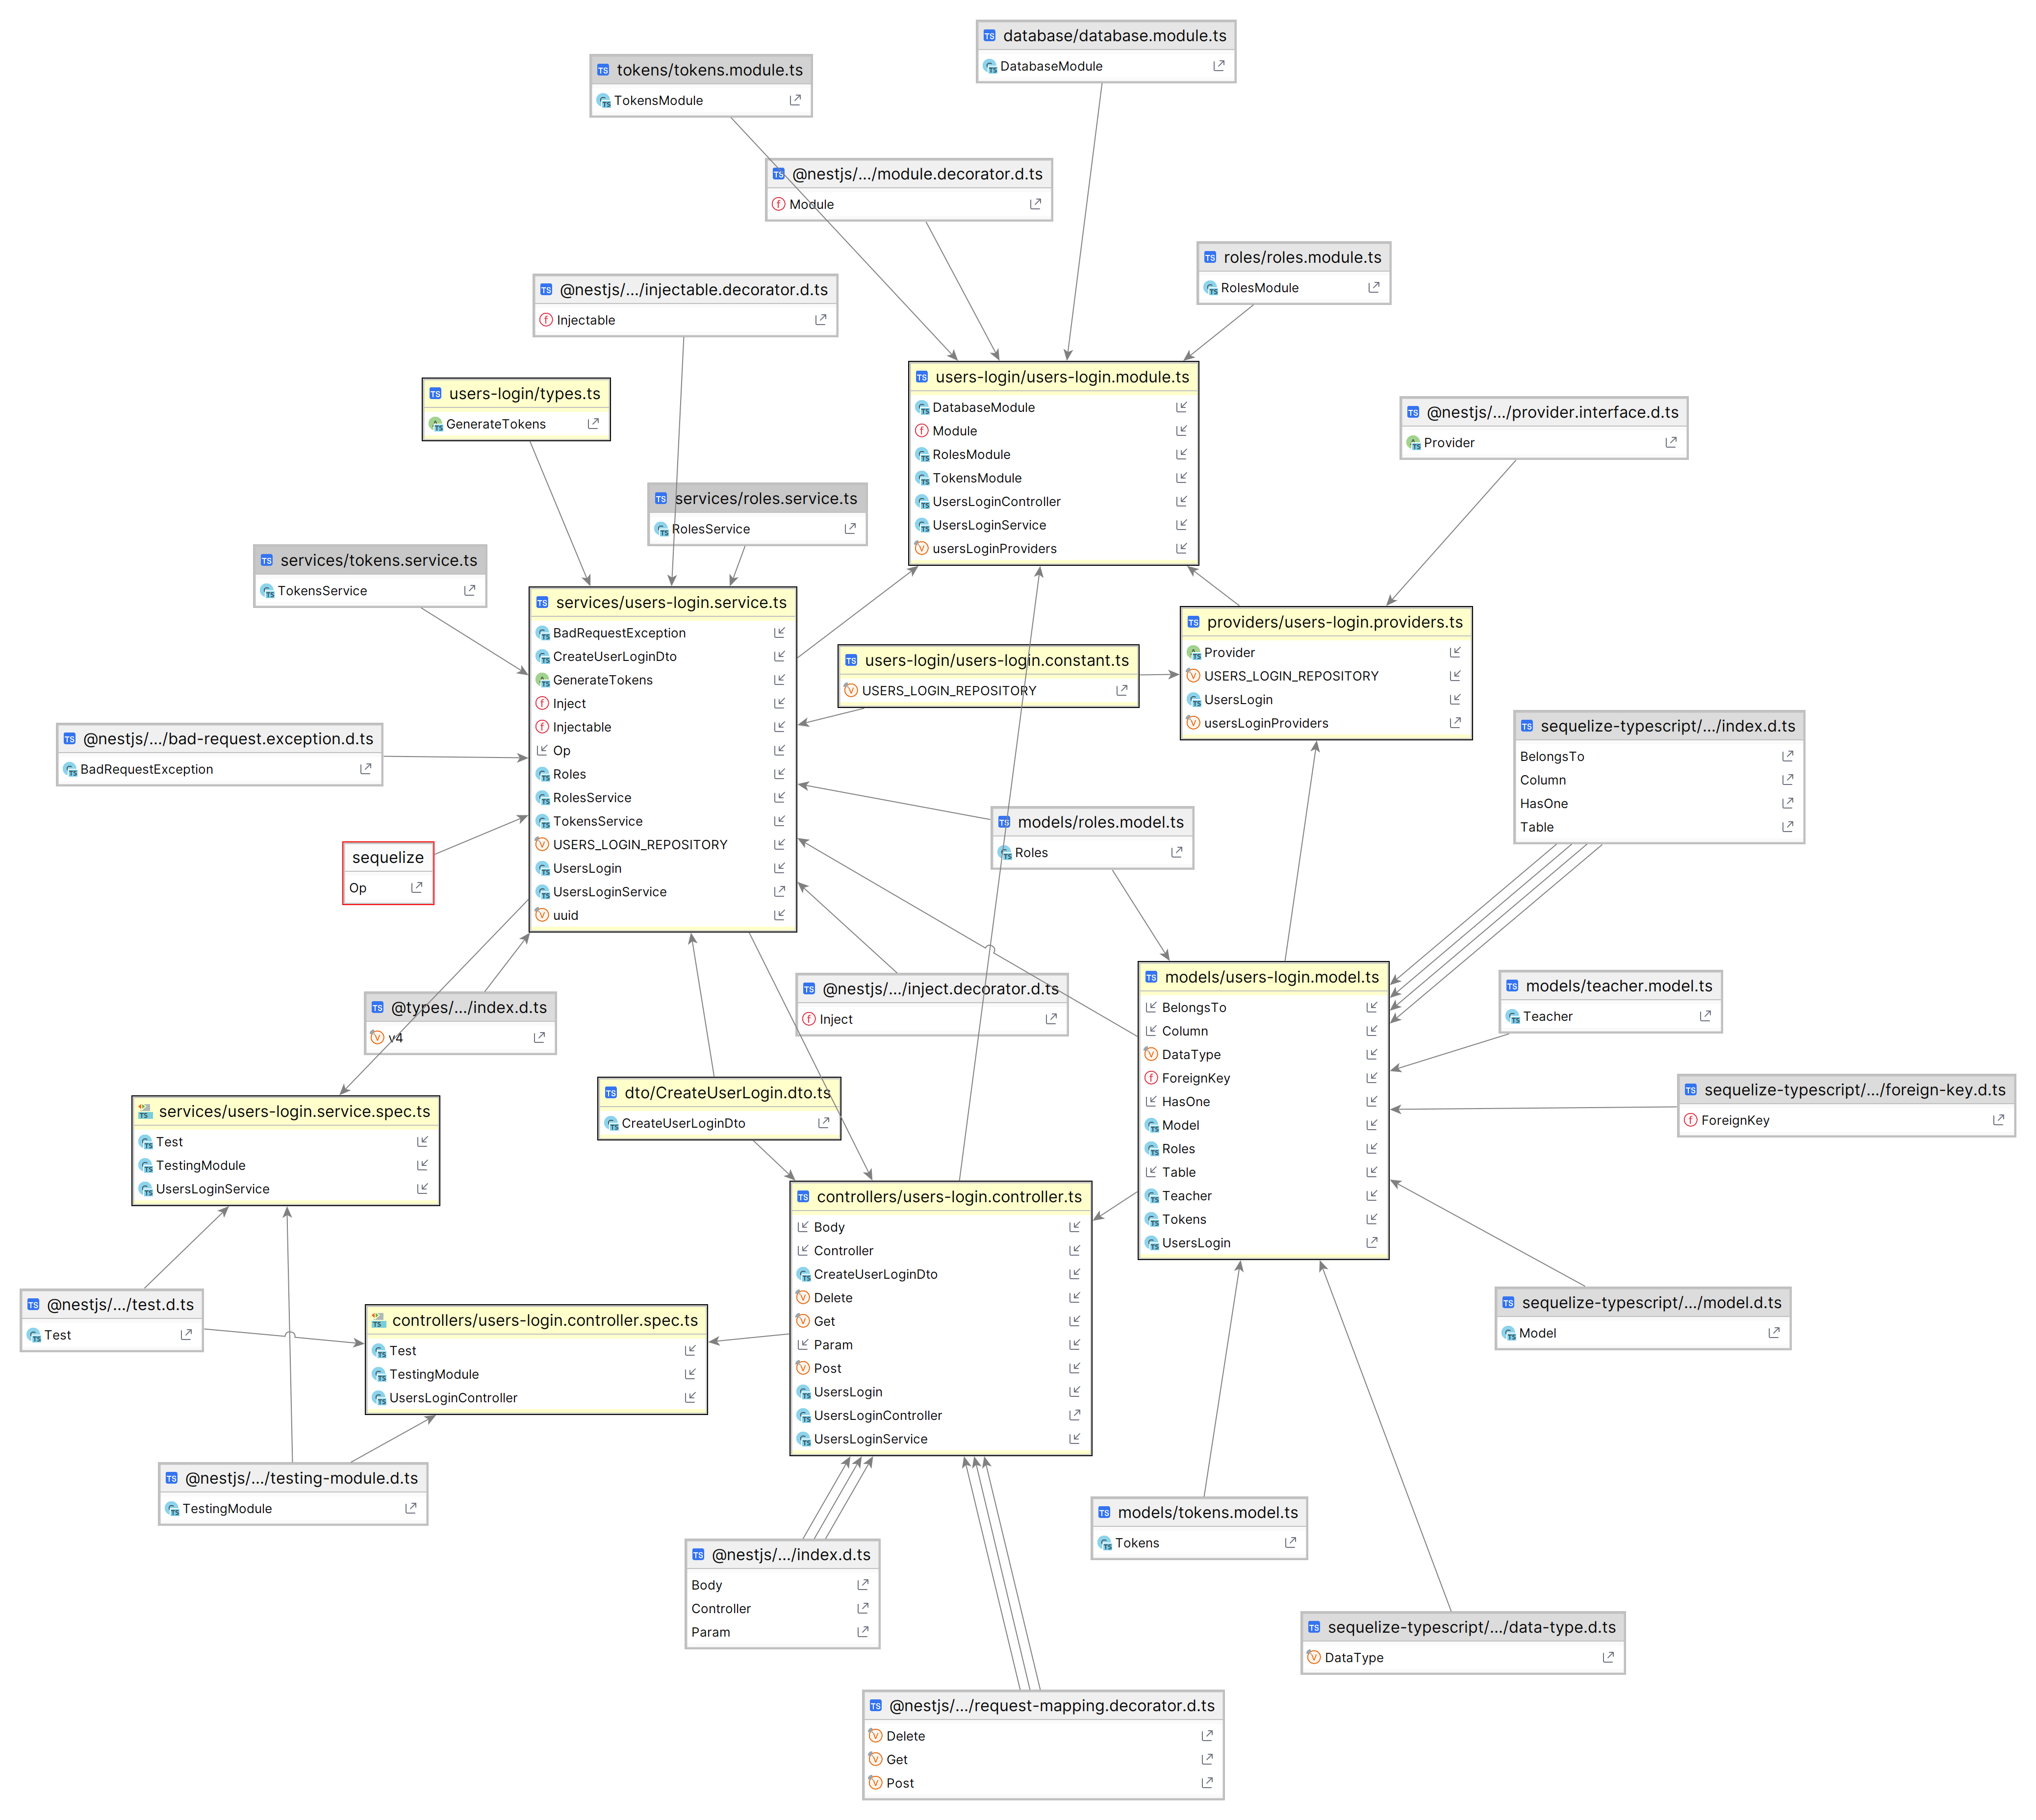 database/database.module.ts
DatabaseModule
tokens/tokens.module.ts
TokensModule
@nestjs/.../module.decorator.d.ts
Module
roles/roles.module.ts
RolesModule
@nestjs/.../injectable.decorator.d.ts
Injectable
users-login/users-login.module.ts
DatabaseModule
Module
RolesModule
TokensModule
UsersLoginController
UsersLoginService
usersLoginProviders
users-login/types.ts
GenerateTokens
@nestjs/.../provider.interface.d.ts
Provider
services/roles.service.ts
RolesService
services/tokens.service.ts
TokensService
services/users-login.service.ts
BadRequestException
CreateUserLoginDto
GenerateTokens
Inject
Injectable
Op
Roles
RolesService
TokensService
USERS_LOGIN_REPOSITORY
UsersLogin
UsersLoginService
uuid
providers/users-login.providers.ts
Provider
USERS_LOGIN_REPOSITORY
UsersLogin
usersLoginProviders
users-login/users-login.constant.ts
USERS_LOGIN_REPOSITORY
sequelize-typescript/.../index.d.ts
BelongsTo
Column
HasOne
Table
@nestjs/.../bad-request.exception.d.ts
BadRequestException
models/roles.model.ts
Roles
sequelize
Op
models/users-login.model.ts
BelongsTo
Column
DataType
ForeignKey
HasOne
Model
Roles
Table
Teacher
Tokens
UsersLogin
models/teacher.model.ts
Teacher
@nestjs/.../inject.decorator.d.ts
Inject
@types/.../index.d.ts
v4
sequelize-typescript/.../foreign-key.d.ts
ForeignKey
dto/CreateUserLogin.dto.ts
CreateUserLoginDto
services/users-login.service.spec.ts
Test
TestingModule
UsersLoginService
controllers/users-login.controller.ts
Body
Controller
CreateUserLoginDto
Delete
Get
Param
Post
UsersLogin
UsersLoginController
UsersLoginService
sequelize-typescript/.../model.d.ts
Model
@nestjs/.../test.d.ts
Test
controllers/users-login.controller.spec.ts
Test
TestingModule
UsersLoginController
@nestjs/.../testing-module.d.ts
TestingModule
models/tokens.model.ts
Tokens
@nestjs/.../index.d.ts
Body
Controller
Param
sequelize-typescript/.../data-type.d.ts
DataType
@nestjs/.../request-mapping.decorator.d.ts
Delete
Get
Post